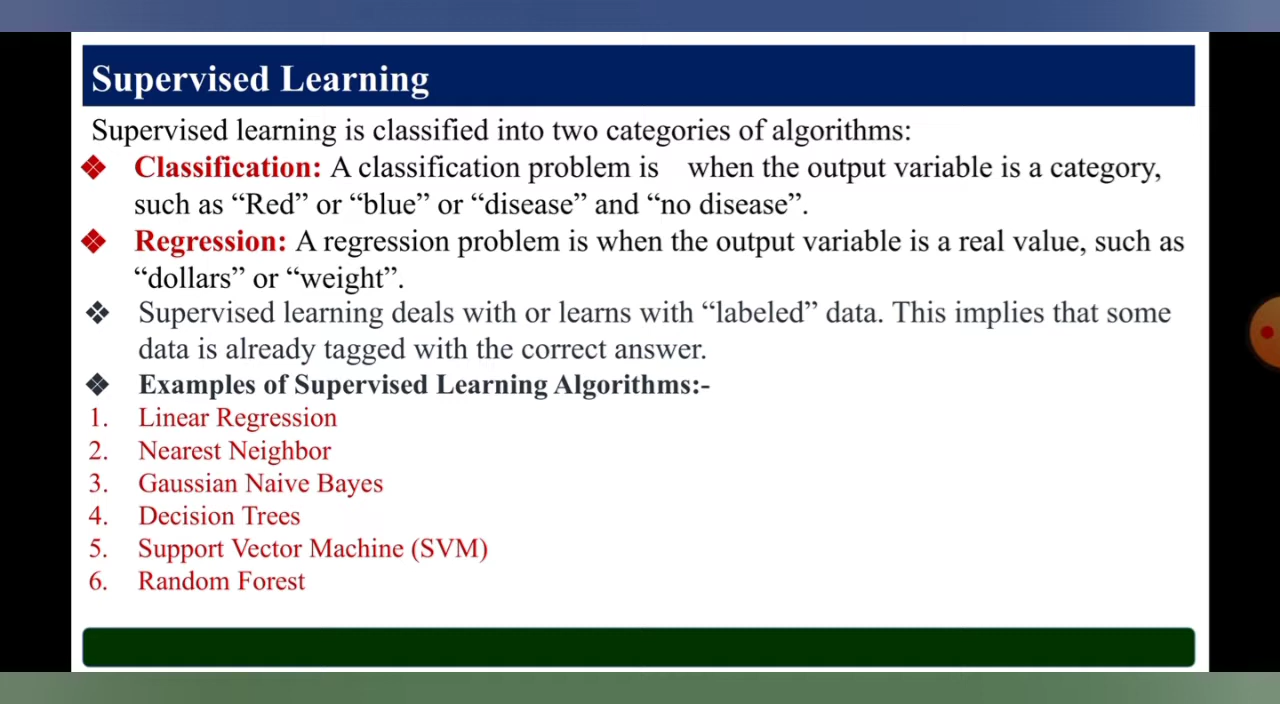 Supervised Learning
Supervised learning is classified into two categories of algorithms:
❖ Classification: A classification problem is when the output variable is a category,
such as “Red” or “blue” or “disease” and “no disease”.
❖ Regression: A regression problem is when the output variable is a real value, such as
“dollars” or “weight”.
❖ Supervised learning deals with or learns with “labeled” data. This implies that some
data is already tagged with the correct answer.
❖ Examples of Supervised Learning Algorithms:-
1. Linear Regression
2. Nearest Neighbor
3. Gaussian Naive Bayes
4. Decision Trees
5. Support Vector Machine (SVM)
6. Random Forest